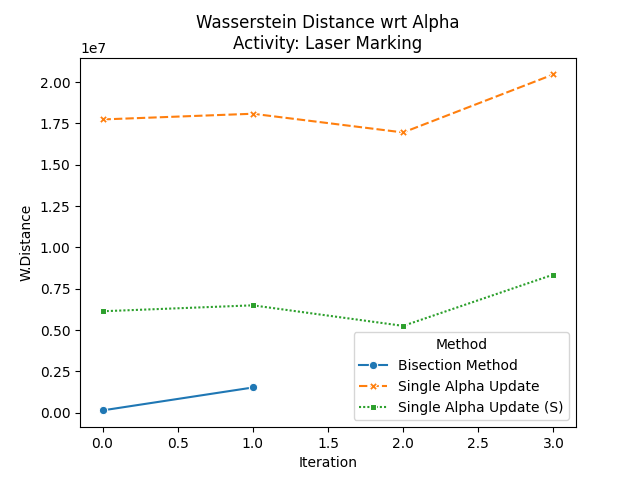 Wasserstein Distance wrt Alpha
Activity: Laser Marking
1e7
2.00
1.75
1.50
1.25
1.00
0.75
0.50
0.25
0.00
W.Distance
Method
Bisection Method
Single Alpha Update
Single Alpha Update (S)
0.0 0.5 1.0 1.5 2.0 2.5 3.0
Iteration